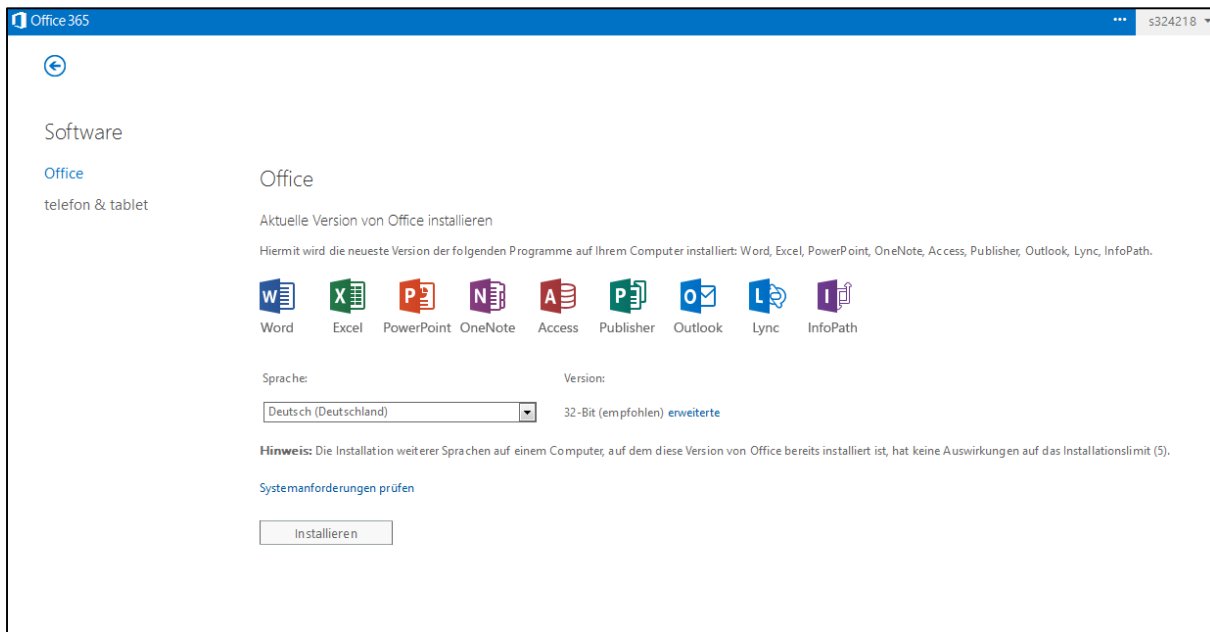 Office 365
... s324218
Software
Office
telefon & tablet
Office
Aktuelle Version von Office installieren
Hiermit wird die neueste Version der folgenden Programme auf Ihrem Computer installiert: Word, Excel, PowerPoint, OneNote, Access, Publisher, Outlook, Lync, InfoPath.
Word Excel PowerPoint OneNote Access Publisher Outlook Lync InfoPath
Sprache: Version:
Deutsch (Deutschland) 32-Bit (empfohlen) erweiterte
Hinweis: Die Installation weiterer Sprachen auf einem Computer, auf dem diese Version von Office bereits installiert ist, hat keine Auswirkungen auf das Installationslimit (5).
Systemanforderungen prüfen
Installieren